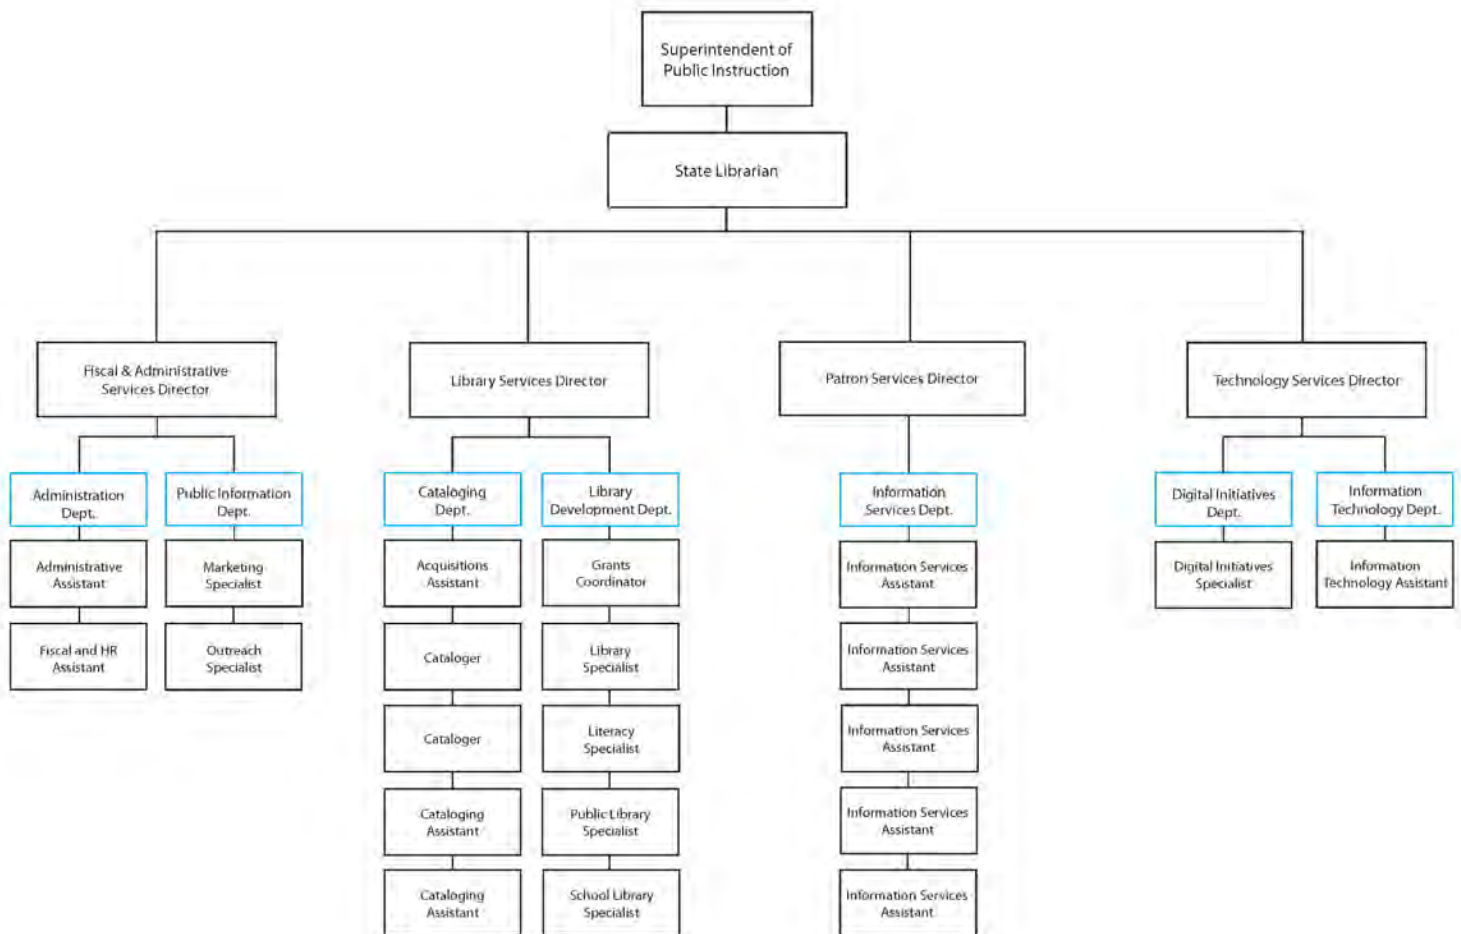 Superintendent of
Public Instruction
State Librarian
Fiscal & Administrative
Services Director
Library Services Director
Patron Services Director
Technology Services Director
Administration
Dept.
Public Information
Dept.
Cataloging
Dept.
Library
Development Dept.
Information
Services Dept.
Digital Initiatives
Dept.
Information
Technology Dept.
Administrative
Assistant
Marketing
Specialist
Acquisitions
Assistant
Grants
Coordinator
Information Services
Assistant
Digital Initiatives
Specialist
Information
Technology Assistant
Fiscal and HR
Assistant
Outreach
Specialist
Cataloger
Library
Specialist
Information Services
Assistant
Cataloger
Literacy
Specialist
Information Services
Assistant
Cataloging
Assistant
Public Library
Specialist
Information Services
Assistant
Cataloging
Assistant
School Library
Specialist
Information Services
Assistant